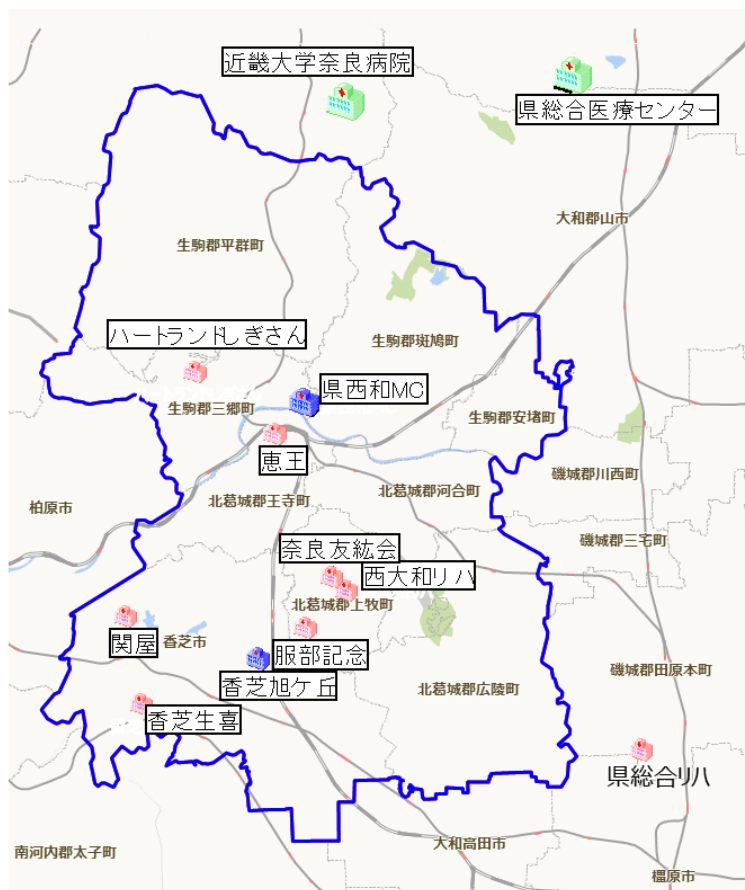 近畿大学奈良病院
県総合医療センター
大和郡山市
生駒郡平群町
ハートランドしぎさん
生駒郡斑鳩町
県西和MC
生駒郡三郷町
生駒郡安堵町
恵王
磯城郡川西町
北葛城郡河合町
柏原市
北葛城郡王寺町
磯城郡三宅町
奈良友紘会
西大和リハ
北葛城郡上牧町
関屋
香芝市
服部記念
香芝旭ケ丘
磯城郡田原本町
北葛城郡広陵町
香芝生喜
県総合リハ
大和高田市
南河内郡太子町
橿原市